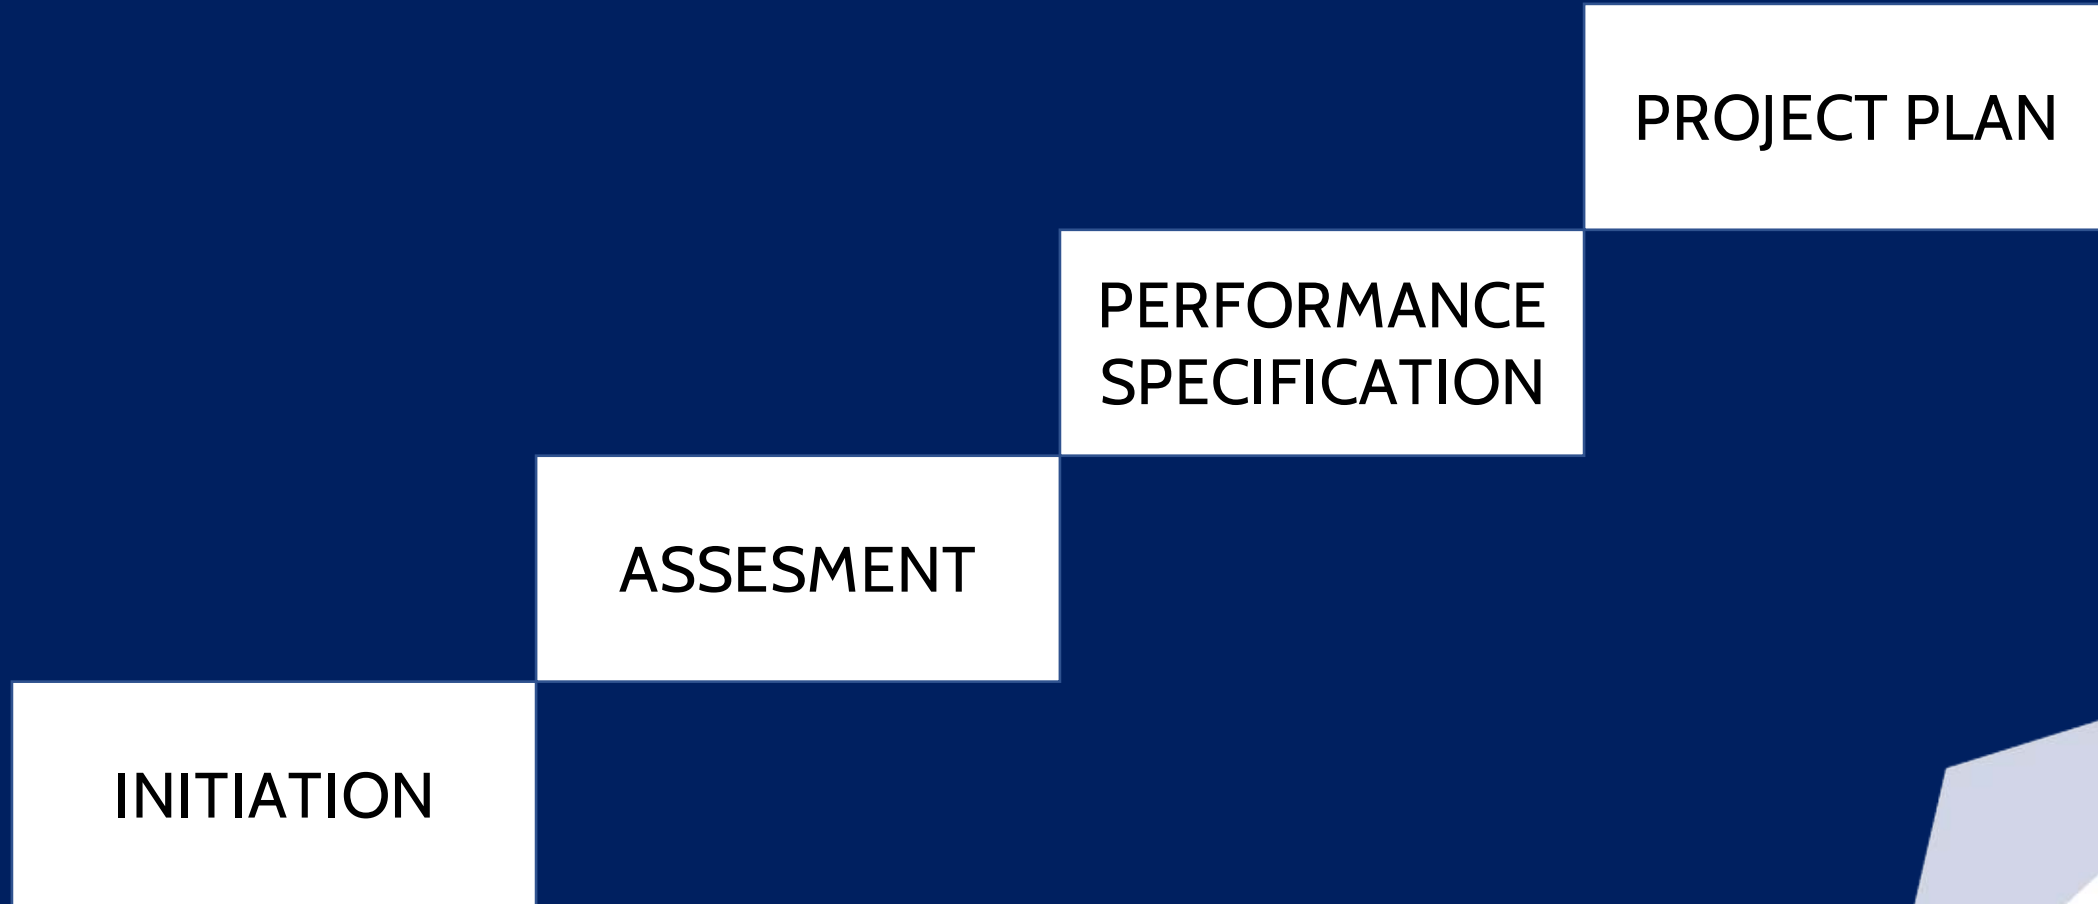 PROJECT PLAN
PERFORMANCE
SPECIFICATION
ASSESMENT
INITIATION